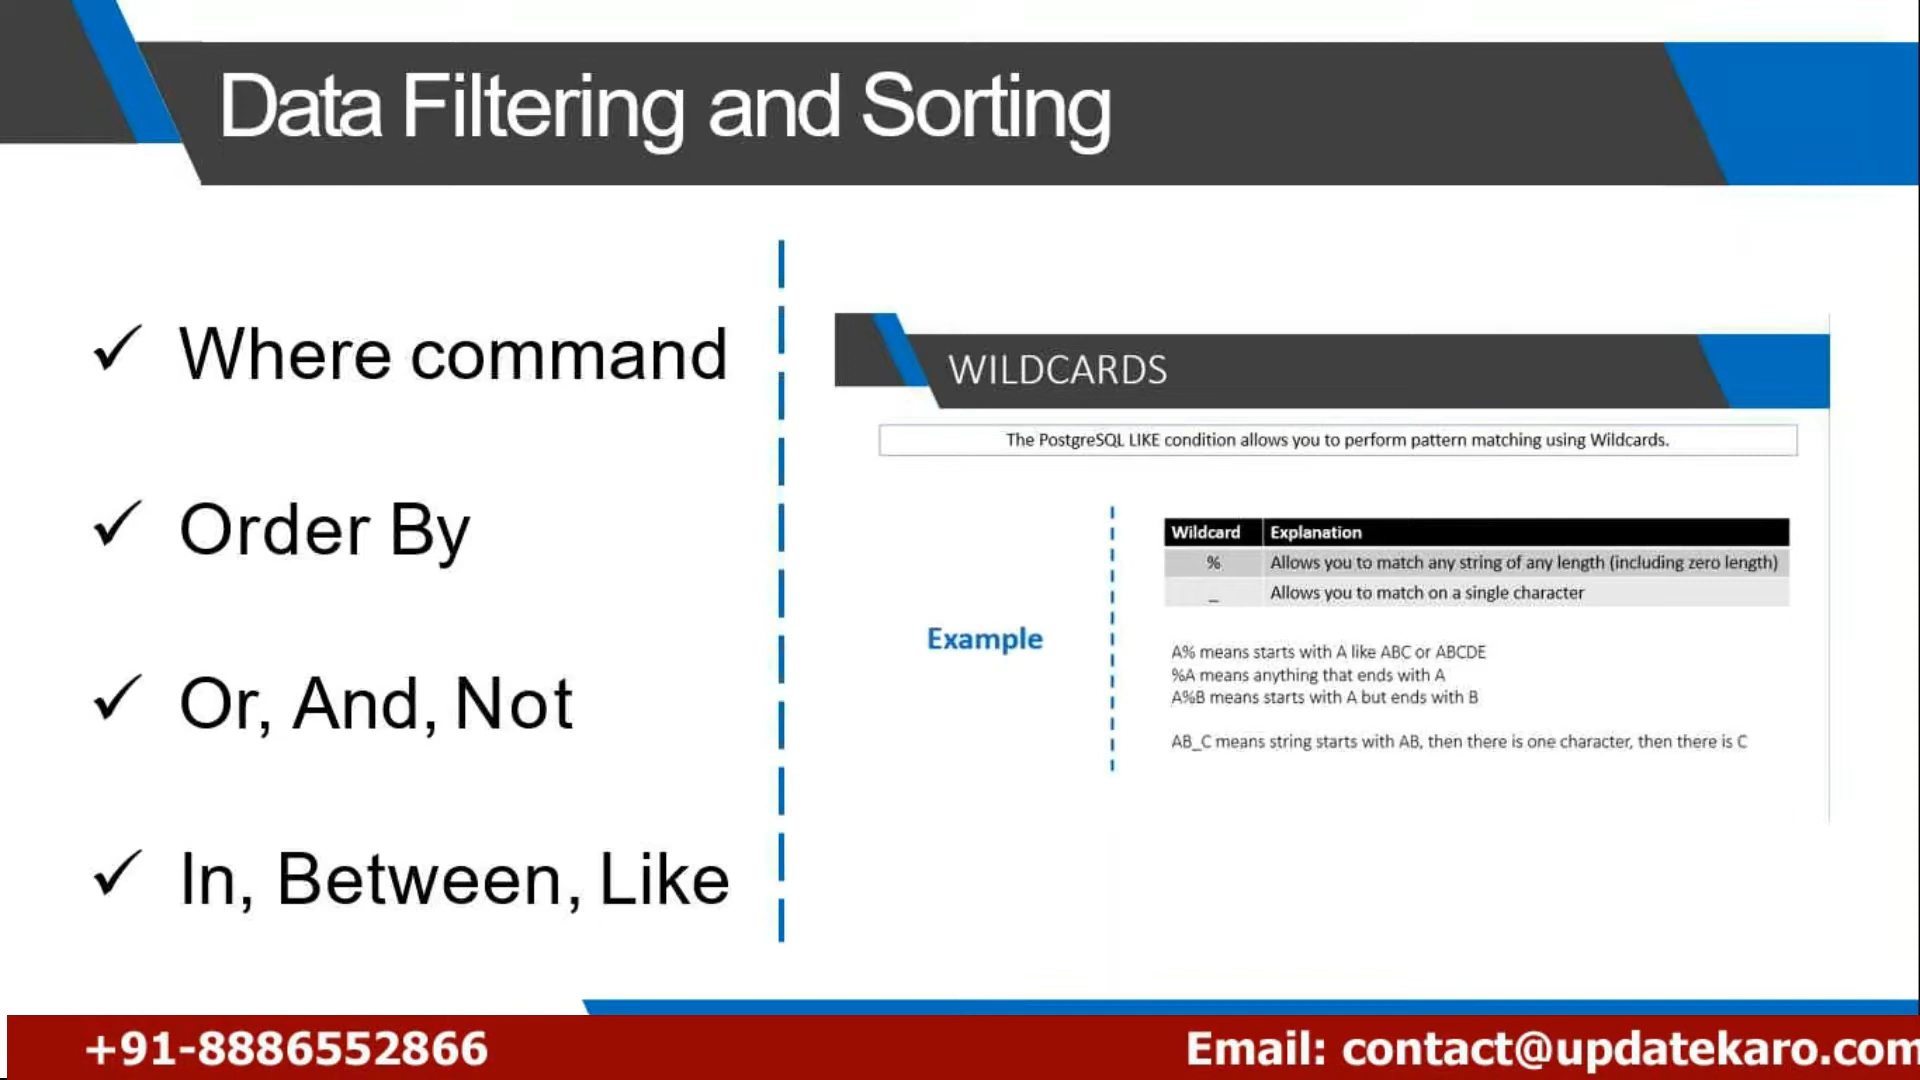 Data Filtering and Sorting
✓ Where command
✓ Order By
✓ Or, And, Not
✓ In, Between, Like
WILDCARDS
The PostgreSQL LIKE condition allows you to perform pattern matching using Wildcards.
Example
Wildcard Explanation
% Allows you to match any string of any length (including zero length)
_ Allows you to match on a single character
A% means starts with A like ABC or ABCDE
%A means anything that ends with A
A%B means starts with A but ends with B
AB_C means string starts with AB, then there is one character, then there is C
+91-8886552866
Email: contact@updatekaro.com